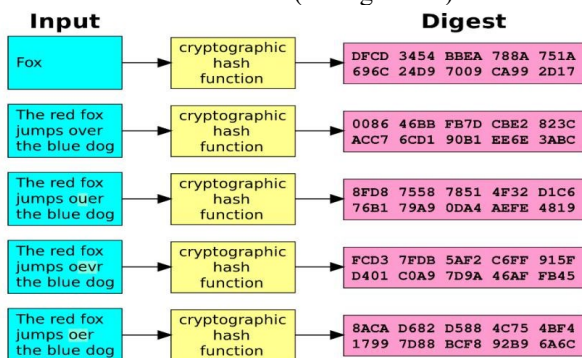 Input
Digest
Fox
cryptographic
hash
function
DFCD 3454 BBEA 788A 751A
696C 24D9 7009 CA99 2D17
The red fox
jumps over
the blue dog
cryptographic
hash
function
0086 46BB FB7D CBE2 823C
ACC7 6CD1 90B1 EE6E 3ABC
The red fox
jumps ouer
the blue dog
cryptographic
hash
function
8FD8 7558 7851 4F32 D1C6
76B1 79A9 0DA4 AEFE 4819
The red fox
jumps oevr
the blue dog
cryptographic
hash
function
FCD3 7FDB 5AF2 C6FF 915F
D401 C0A9 7D9A 46AF FB45
The red fox
jumps oer
the blue dog
cryptographic
hash
function
8ACA D682 D588 4C75 4BF4
1799 7D88 BCF8 92B9 6A6C